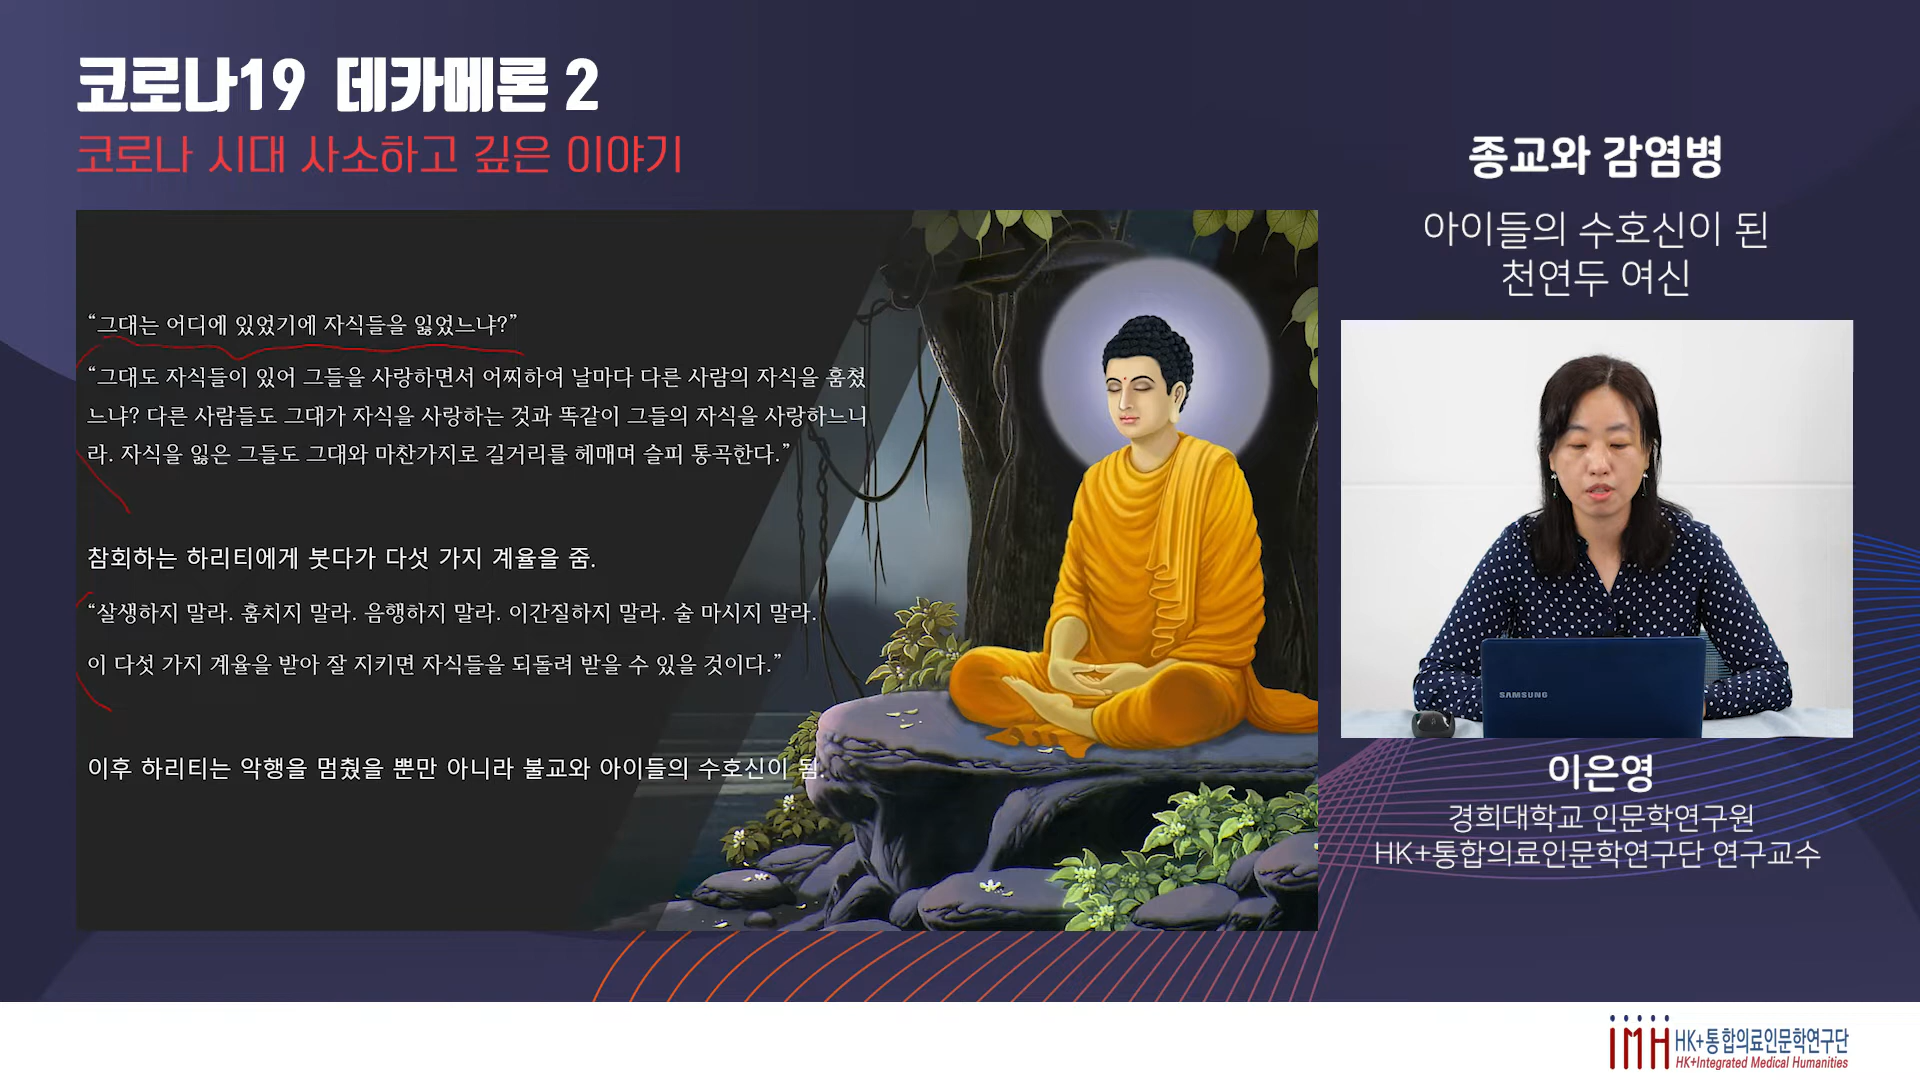 코로나19 데카메론 2
코로나 시대 사소하고 깊은 이야기
“그대는 어디에 있었기에 자식들을 잃었느냐?”
“그대도 자식들이 있어 그들을 사랑하면서 어찌하여 날마다 다른 사람의 자식을 훔쳤
느냐? 다른 사람들도 그대가 자식을 사랑하는 것과 똑같이 그들의 자식을 사랑하느니
라. 자식을 잃은 그들도 그대와 마찬가지로 길거리를 헤매며 슬피 통곡한다.”
참회하는 하리티에게 붓다가 다섯 가지 계율을 줌.
“살생하지 말라. 훔치지 말라. 음행하지 말라. 이간질하지 말라. 술 마시지 말라.
이 다섯 가지 계율을 받아 잘 지키면 자식들을 되돌려 받을 수 있을 것이다.”
이후 하리티는 악행을 멈췄을 뿐만 아니라 불교와 아이들의 수호신이 됨.
종교와 감염병
아이들의 수호신이 된
천연두 여신
SAMSUNG
이은영
경희대학교 인문학연구원
HK+통합의료인문학연구단 연구교수
IMH HK+통합의료인문학연구단
HK+Integrated Medical Humanities